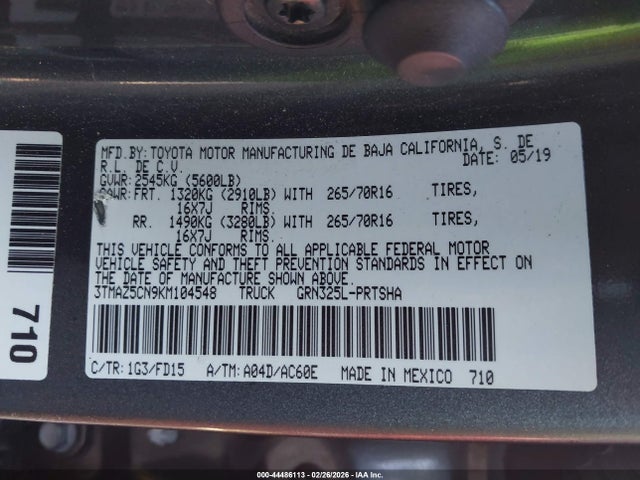 MFD.BY:TOYOTA MOTOR MANUFACTURING DE BAJA CALIFORNIA, S. DE
R.L. DE C.V. DATE: 05/19
GVWR:2545KG (5600LB)
GAWR:FRT. 1320KG (2910LB) WITH 265/70R16 TIRES,
16X7J RIMS.
RR. 1490KG (3280LB) WITH 265/70R16 TIRES,
16X7J RIMS.
THIS VEHICLE CONFORMS TO ALL APPLICABLE FEDERAL MOTOR
VEHICLE SAFETY AND THEFT PREVENTION STANDARDS IN EFFECT ON
THE DATE OF MANUFACTURE SHOWN ABOVE.
3TMAZ5CN9KM104548 TRUCK GRN325L-PRTSHA
C/TR:1G3/FD15 A/TM:A04D/AC60E MADE IN MEXICO 710
710
000-44486113 - 02/26/2026 - IAA Inc.